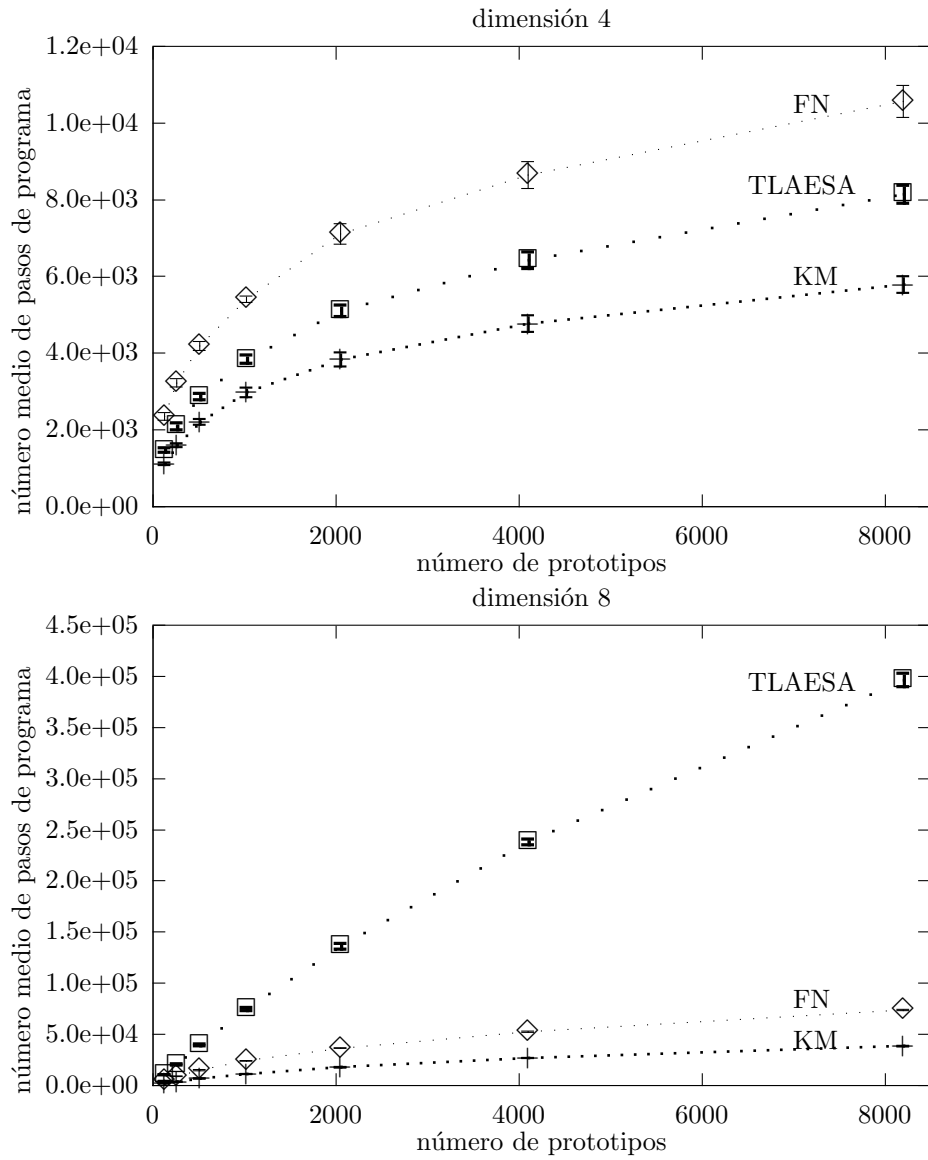 dimensión 4
número medio de pasos de programa
1.2e+04
1.0e+04
8.0e+03
6.0e+03
4.0e+03
2.0e+03
0.0e+00
FN
TLAESA
KM
0 2000 4000 6000 8000
número de prototipos
dimensión 8
número medio de pasos de programa
4.5e+05
4.0e+05
3.5e+05
3.0e+05
2.5e+05
2.0e+05
1.5e+05
1.0e+05
5.0e+04
0.0e+00
TLAESA
FN
KM
0 2000 4000 6000 8000
número de prototipos